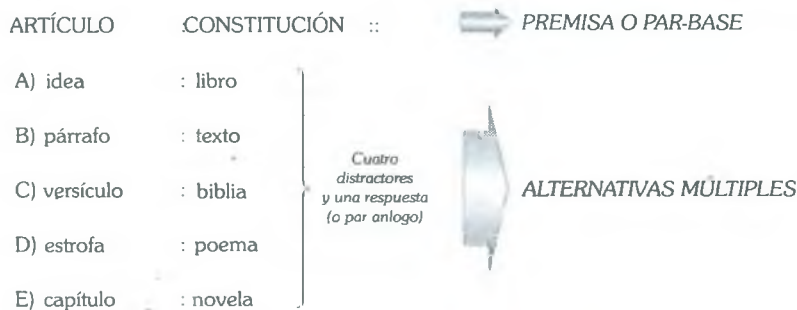 ARTÍCULO :CONSTITUCIÓN :: PREMISA O PAR-BASE
A) idea : libro
B) párrafo : texto
C) versículo : biblia
D) estrofa : poema
E) capítulo : novela
Cuatro
distractores
y una respuesta
(o par anlogo)
ALTERNATIVAS MÚLTIPLES